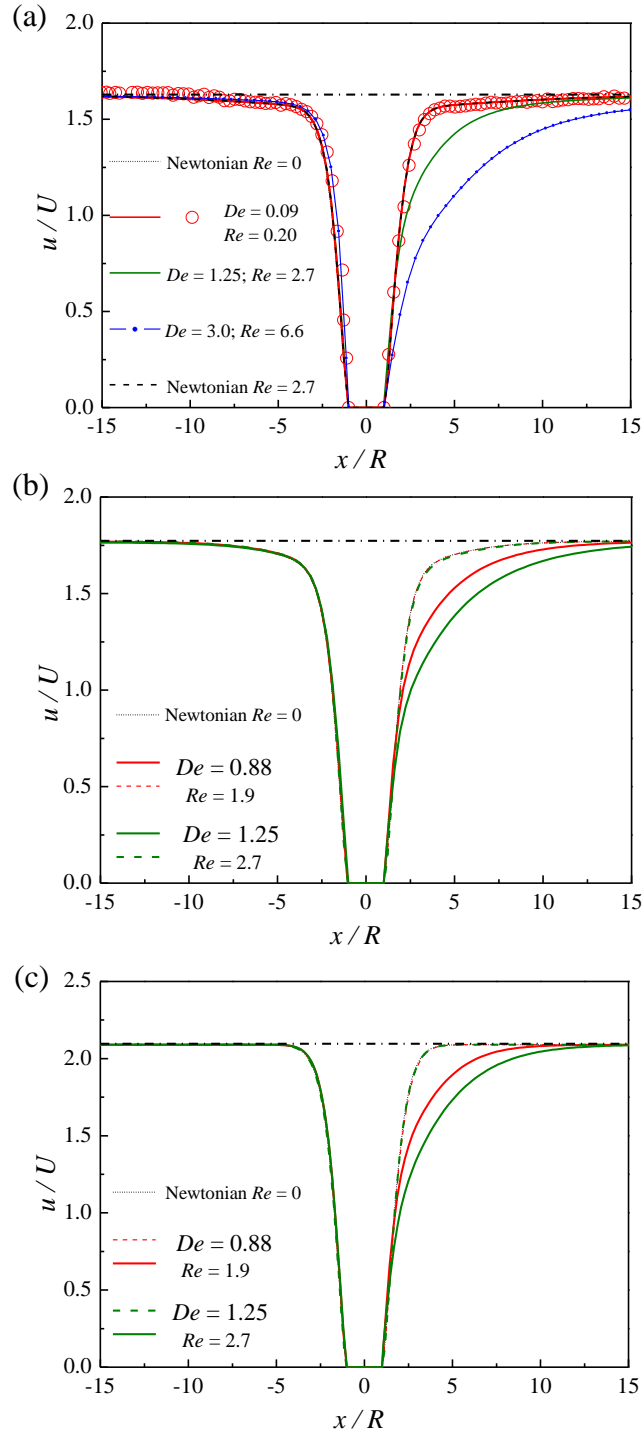 (a)
2.0
1.5
1.0
0.5
0.0
u / U
Newtonian Re = 0
De = 0.09
Re = 0.20
De = 1.25; Re = 2.7
De = 3.0; Re = 6.6
Newtonian Re = 2.7
-15 -10 -5 0 5 10 15
x / R
(b)
2.0
1.5
1.0
0.5
0.0
u / U
Newtonian Re = 0
De = 0.88
Re = 1.9
De = 1.25
Re = 2.7
-15 -10 -5 0 5 10 15
x / R
(c)
2.5
2.0
1.5
1.0
0.5
0.0
u / U
Newtonian Re = 0
De = 0.88
Re = 1.9
De = 1.25
Re = 2.7
-15 -10 -5 0 5 10 15
x / R